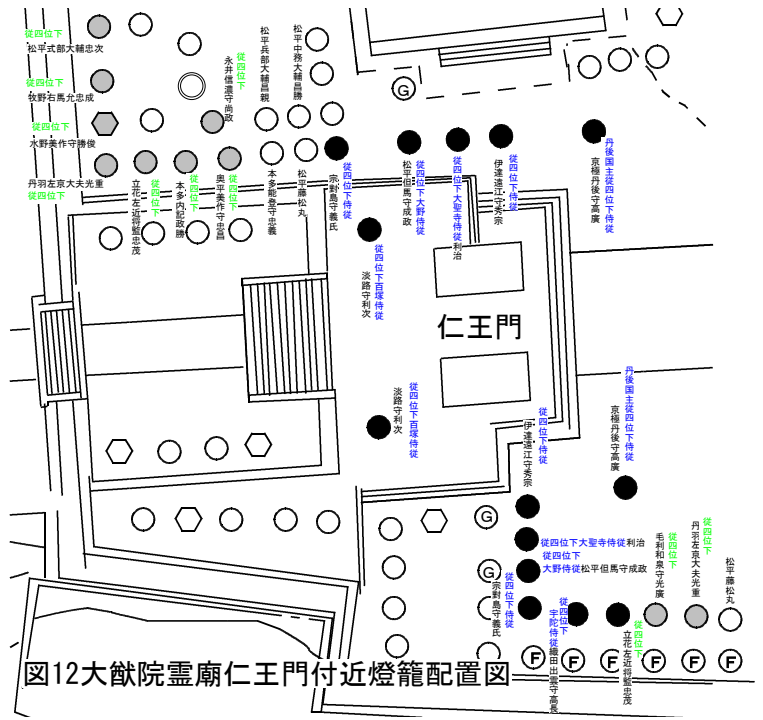 従四位下
松平式部大輔忠次
従四位下
牧野右馬允忠成
従四位下
水野美作守勝俊
丹羽左京大夫光重
従四位下
立花左近将監忠茂
従四位下
本多内記政勝
従四位下
奥平美作守忠昌
従四位下
永井信濃守尚政
従四位下
松平兵部大輔昌親
松平中務大輔昌勝
本多能登守忠義
松平藤松丸
宗對島守義氏
従四位下侍従
G
松平但馬守成政
従四位下大野侍従
従四位下大聖寺侍従利治
伊達遠江守秀宗
従四位下侍従
京極丹後守高廣
丹後国主従四位下侍従
淡路守利次
従四位下百塚侍従
仁王門
淡路守利次
従四位下百塚侍従
伊達遠江守秀宗
従四位下侍従
京極丹後守高廣
丹後国主従四位下侍従
G
従四位下大聖寺侍従利治
従四位下
大野侍従松平但馬守成政
G
宗對島守義氏
従四位下侍従
従四位下
宇陀侍従織田出雲守高長
立花左近将監忠茂
従四位下
毛利和泉守光廣
従四位下
丹羽左京大夫光重
従四位下
松平藤松丸
F F F F F F
図12大猷院霊廟仁王門付近燈籠配置図